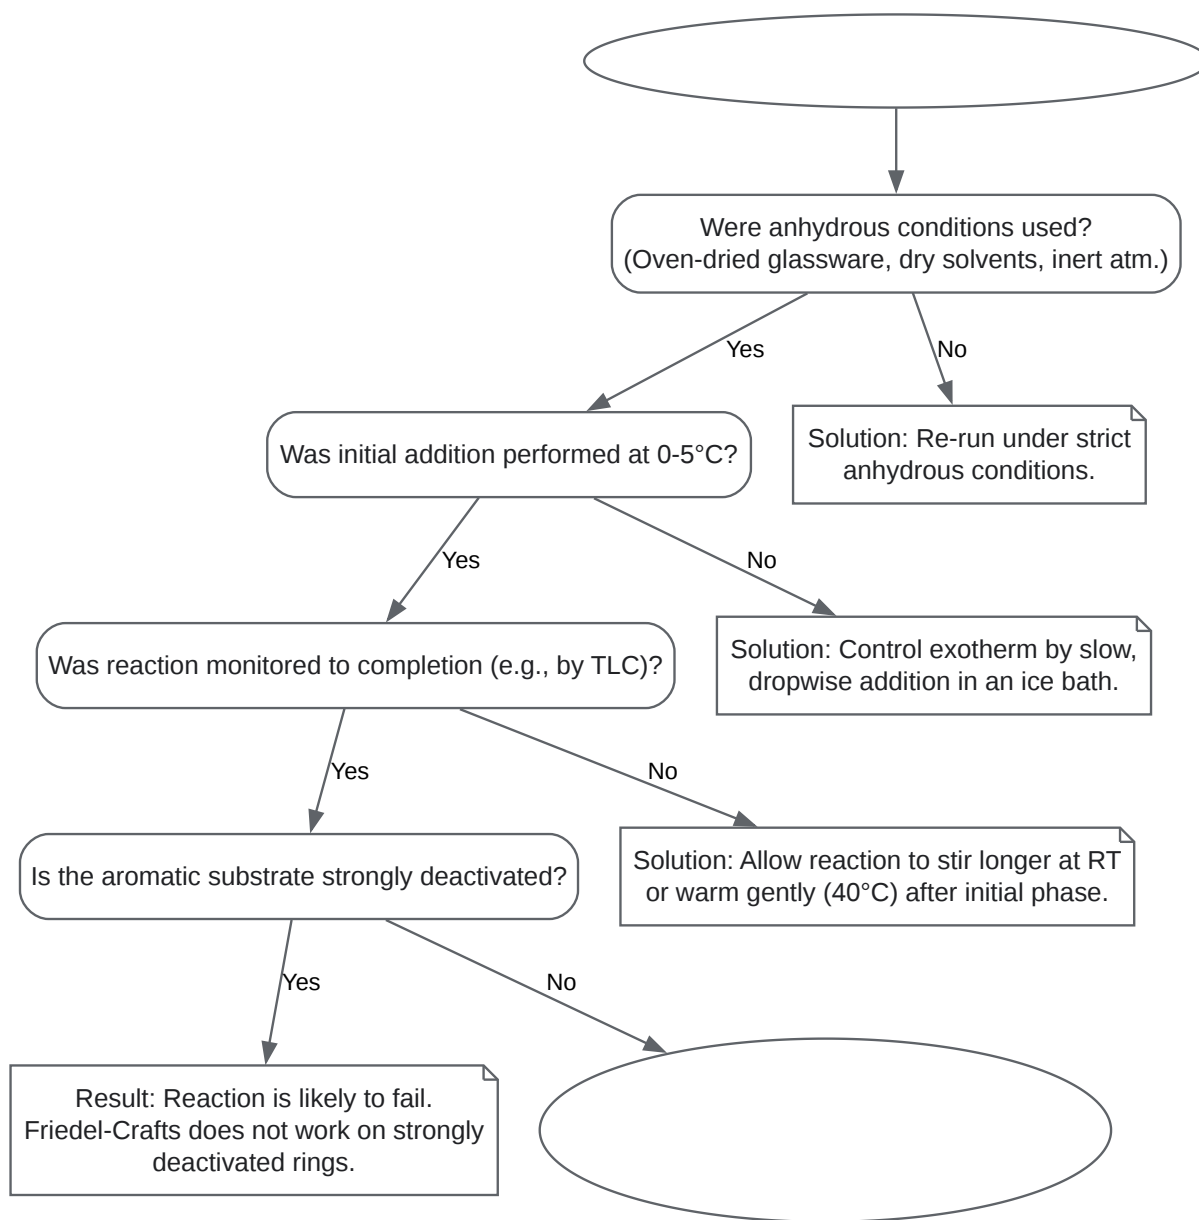 Were anhydrous conditions used?
(Oven-dried glassware, dry solvents, inert atm.)
Yes
No
Was initial addition performed at 0-5°C?
Solution: Re-run under strict
anhydrous conditions.
Yes
No
Was reaction monitored to completion (e.g., by TLC)?
Solution: Control exotherm by slow,
dropwise addition in an ice bath.
Yes
No
Is the aromatic substrate strongly deactivated?
Solution: Allow reaction to stir longer at RT
or warm gently (40°C) after initial phase.
Yes
No
Result: Reaction is likely to fail.
Friedel-Crafts does not work on strongly
deactivated rings.